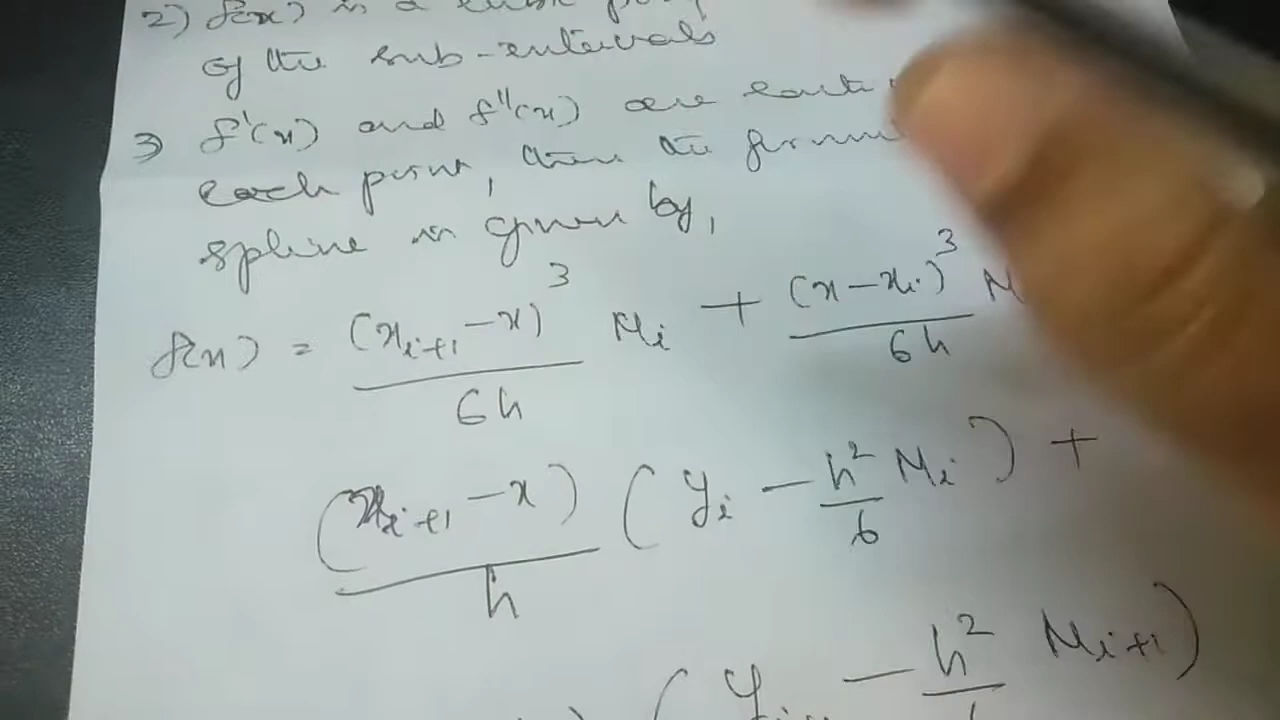 2) f(x) is a
of the sub-intervals
3) f'(x) and f''(x) are
each point, then the
spline is given by,
f(x) = (x_{i+1} - x)^3 / 6h M_i + (x - x_i)^3 / 6h M
(x_{i+1} - x) / h (y_i - h^2 / 6 M_i) +
(y - h^2 / M_{i+1})